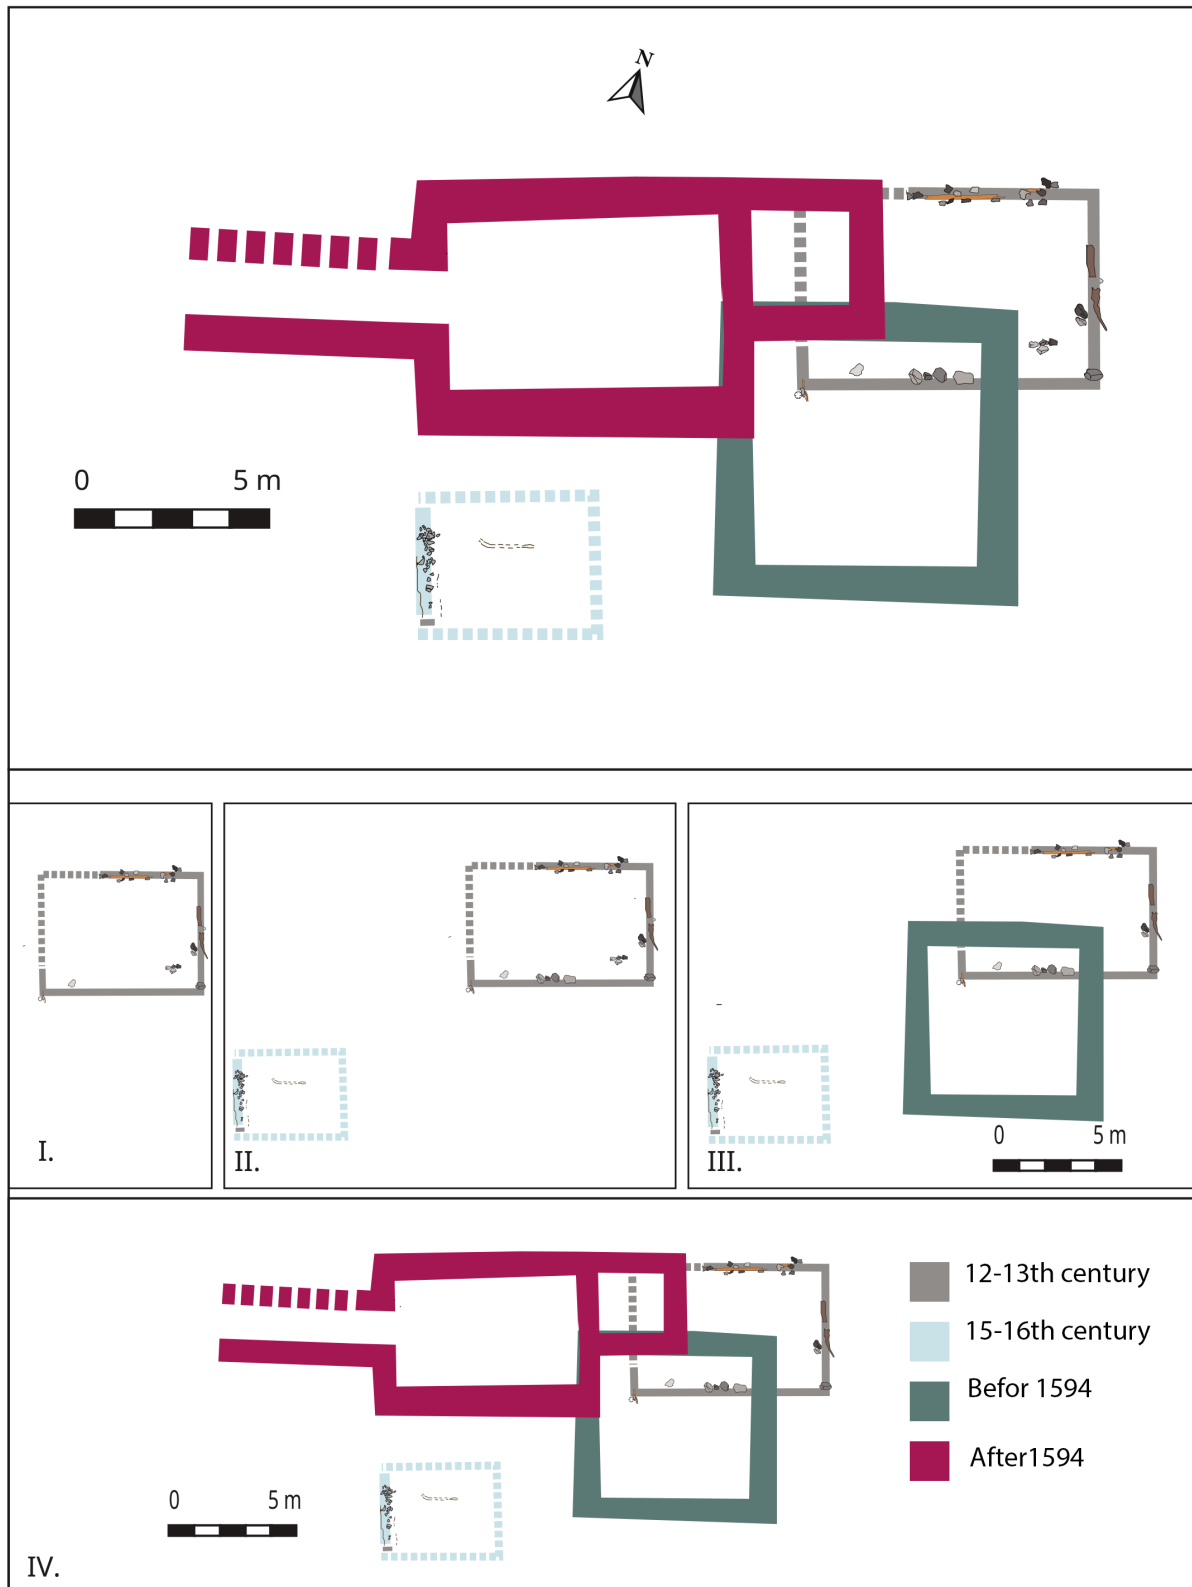 N
0 5 m
I.
II.
III.
0 5 m
12-13th century
15-16th century
Befor 1594
After1594
0 5 m
IV.